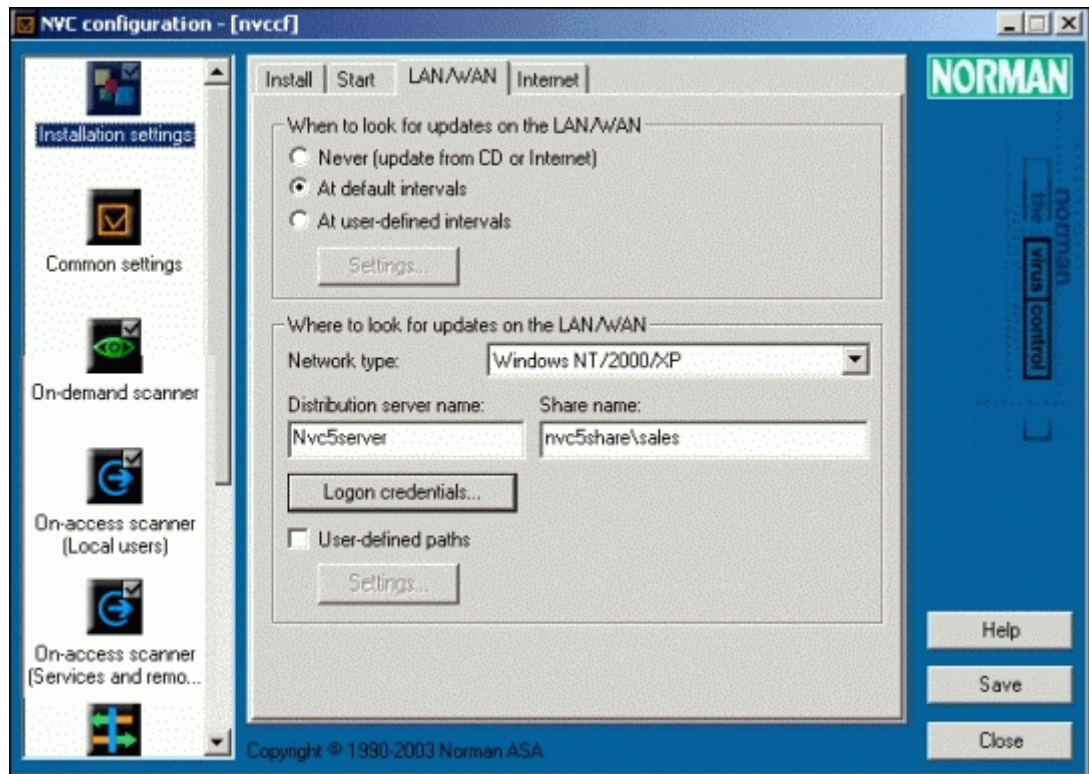 NVC configuration - [nvccf]
Installation settings
Common settings
On-demand scanner
On-access scanner
(Local users)
On-access scanner
(Services and remo...
Install
Start
LAN/WAN
Internet
When to look for updates on the LAN/WAN
Never (update from CD or Internet)
At default intervals
At user-defined intervals
Settings...
Where to look for updates on the LAN/WAN
Network type:
Windows NT/2000/XP
Distribution server name:
Share name:
Nvc5server
nvc5share\sales
Logon credentials...
User-defined paths
Settings...
NORMAN
norman
the
virus control
Help
Save
Close
Copyright © 1990-2003 Norman ASA